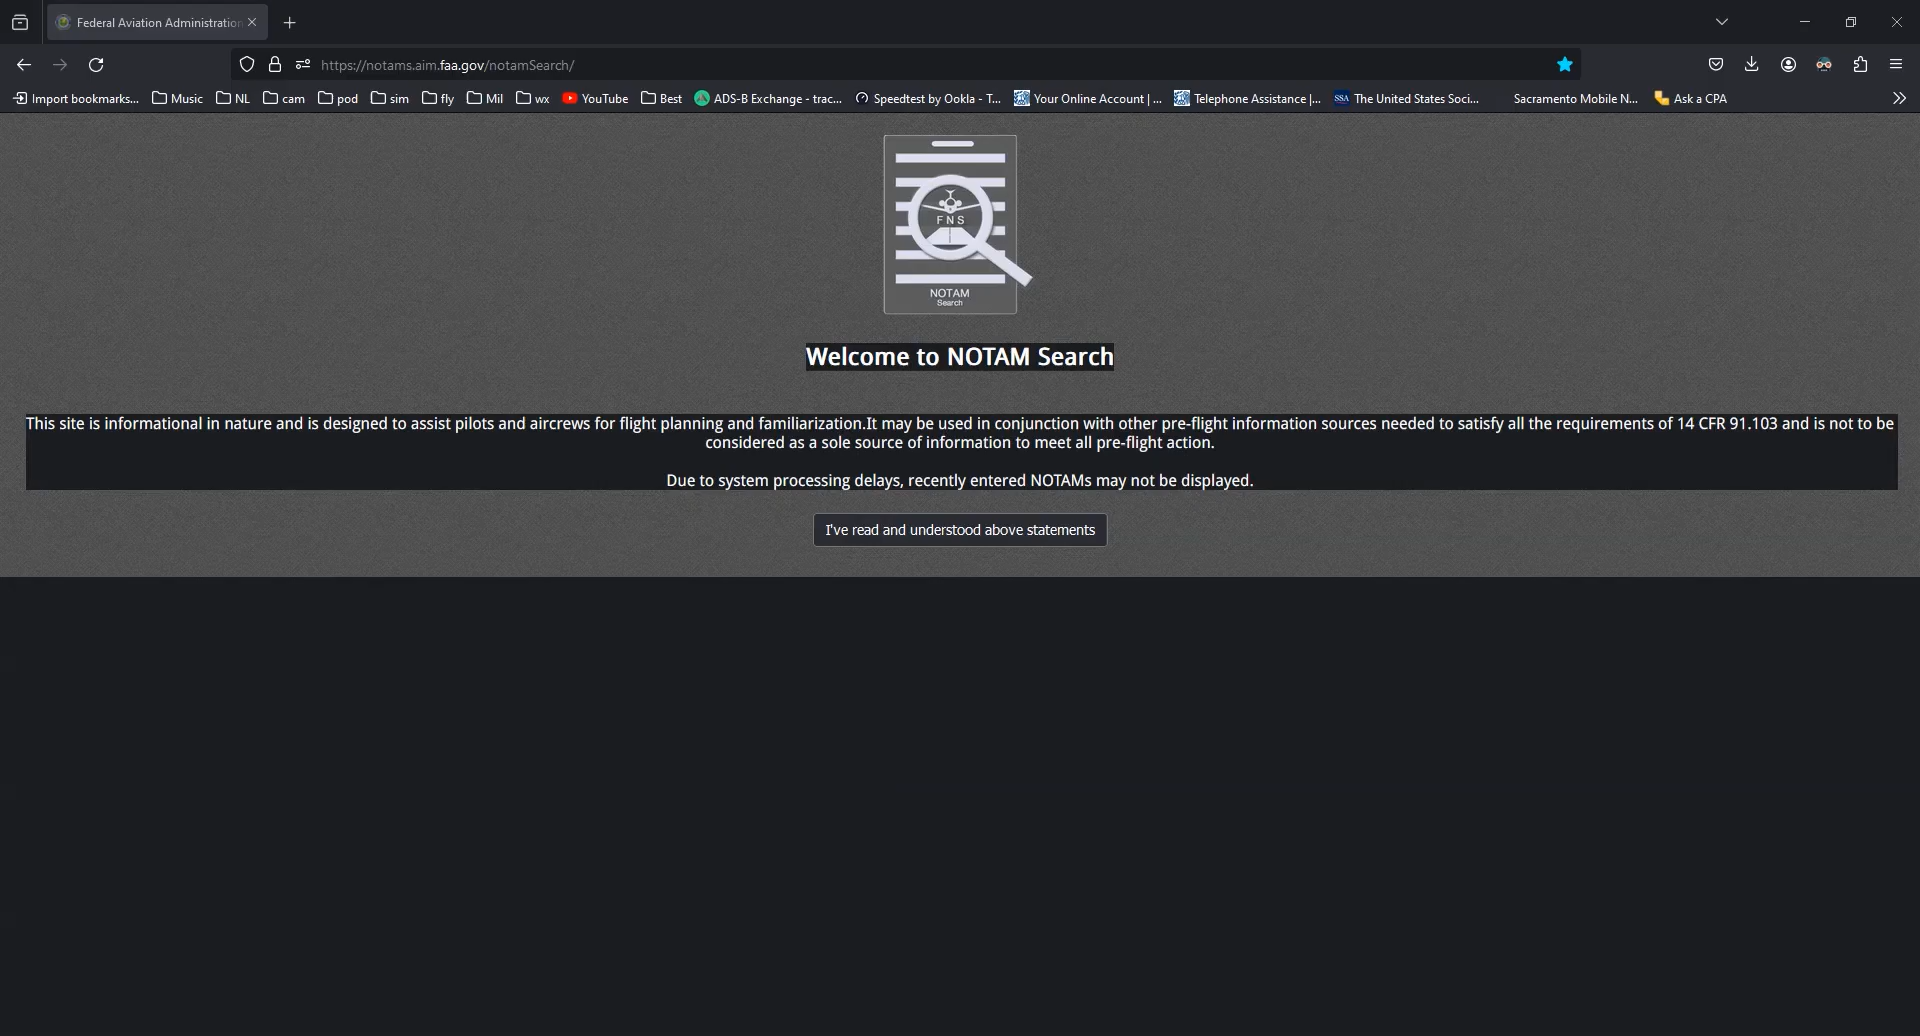 Federal Aviation Administration
https://notams.aim.faa.gov/notamSearch/
Import bookmarks... Music NL cam pod sim fly Mil wx YouTube Best ADS-B Exchange - trac... Speedtest by Ookla - T... Your Online Account | ... Telephone Assistance |... SSA The United States Soci... Sacramento Mobile N... Ask a CPA
FNS
NOTAM
Search
Welcome to NOTAM Search
This site is informational in nature and is designed to assist pilots and aircrews for flight planning and familiarization.It may be used in conjunction with other pre-flight information sources needed to satisfy all the requirements of 14 CFR 91.103 and is not to be
considered as a sole source of information to meet all pre-flight action.
Due to system processing delays, recently entered NOTAMs may not be displayed.
I've read and understood above statements